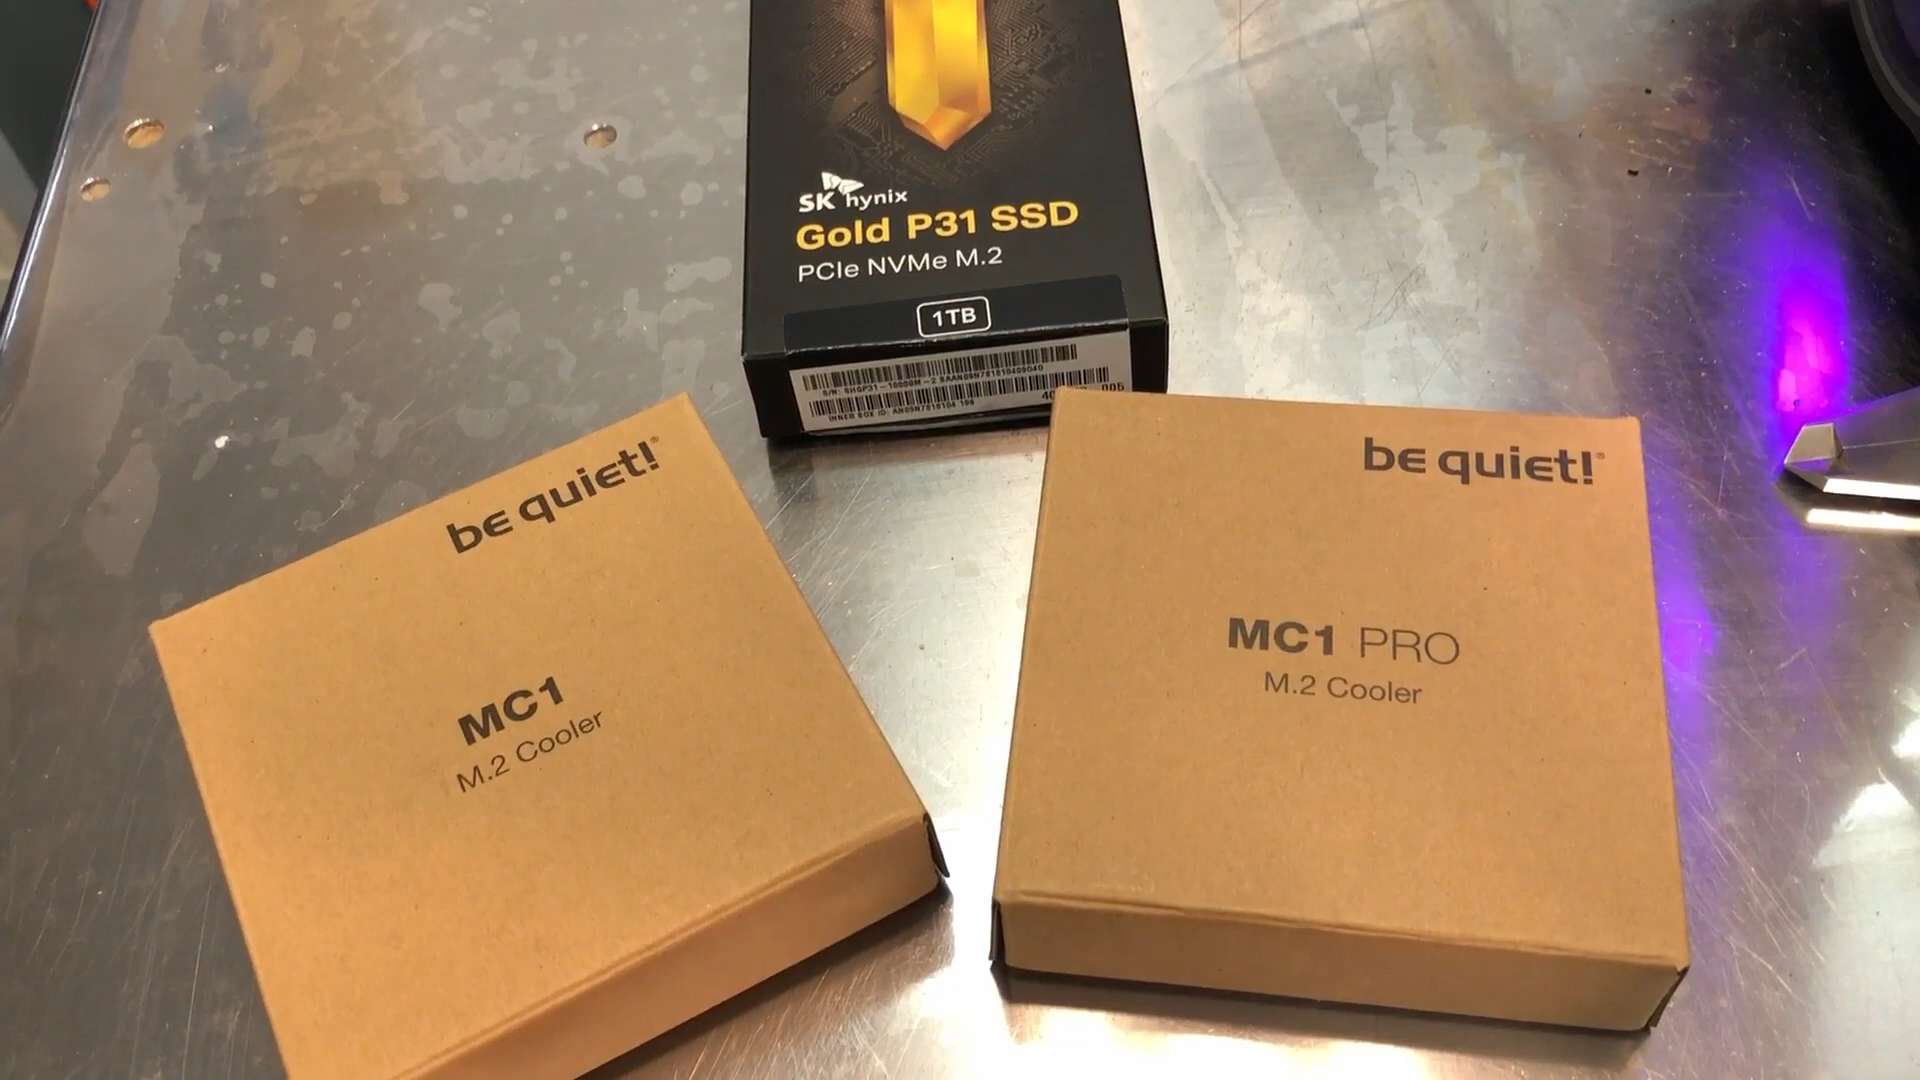 SK hynix
Gold P31 SSD
PCIe NVMe M.2
1TB
be quiet!®
MC1
M.2 Cooler
be quiet!®
MC1 PRO
M.2 Cooler